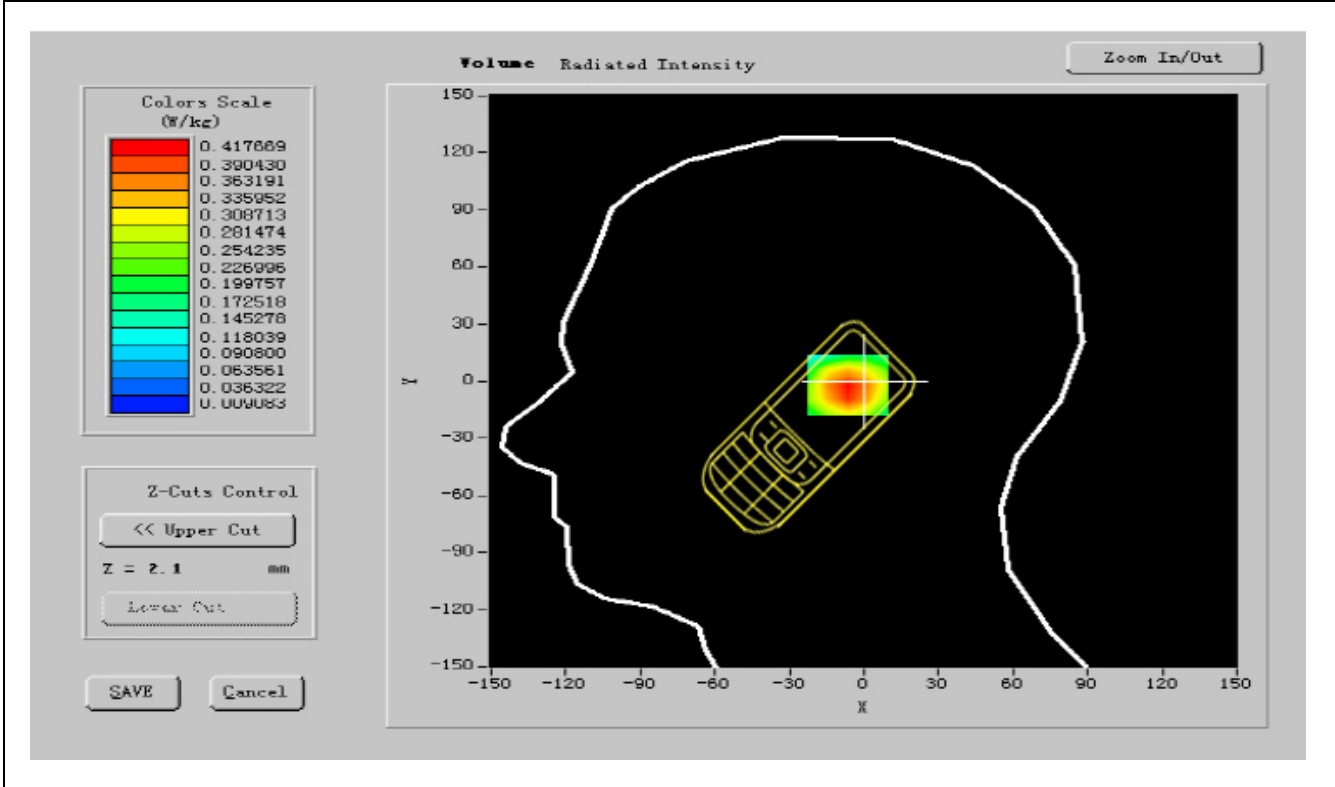 Volume Radiated Intensity
Zoom In/Out
Colors Scale
(W/kg)
0.417669
0.390430
0.363191
0.335952
0.308713
0.281474
0.254235
0.226996
0.199757
0.172518
0.145278
0.118039
0.090800
0.063561
0.036322
0.009083
Z-Cuts Control
<< Upper Cut
Z = 2.1 mm
Lower Cut
SAVE Cancel
150
120
90
60
30
0
-30
-60
-90
-120
-150
Y
-150 -120 -90 -60 -30 0 30 60 90 120 150
X